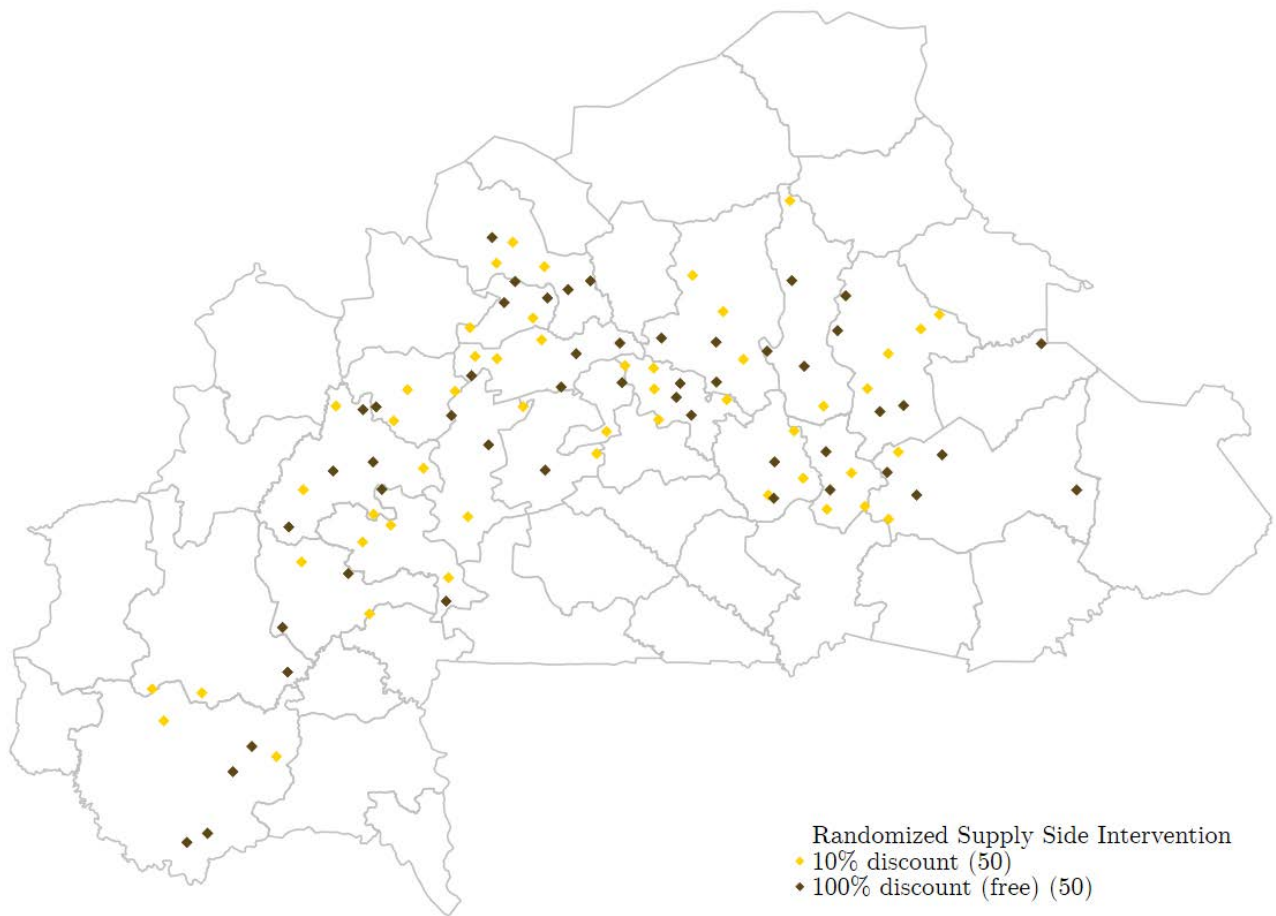 Randomized Supply Side Intervention
10% discount (50)
100% discount (free) (50)